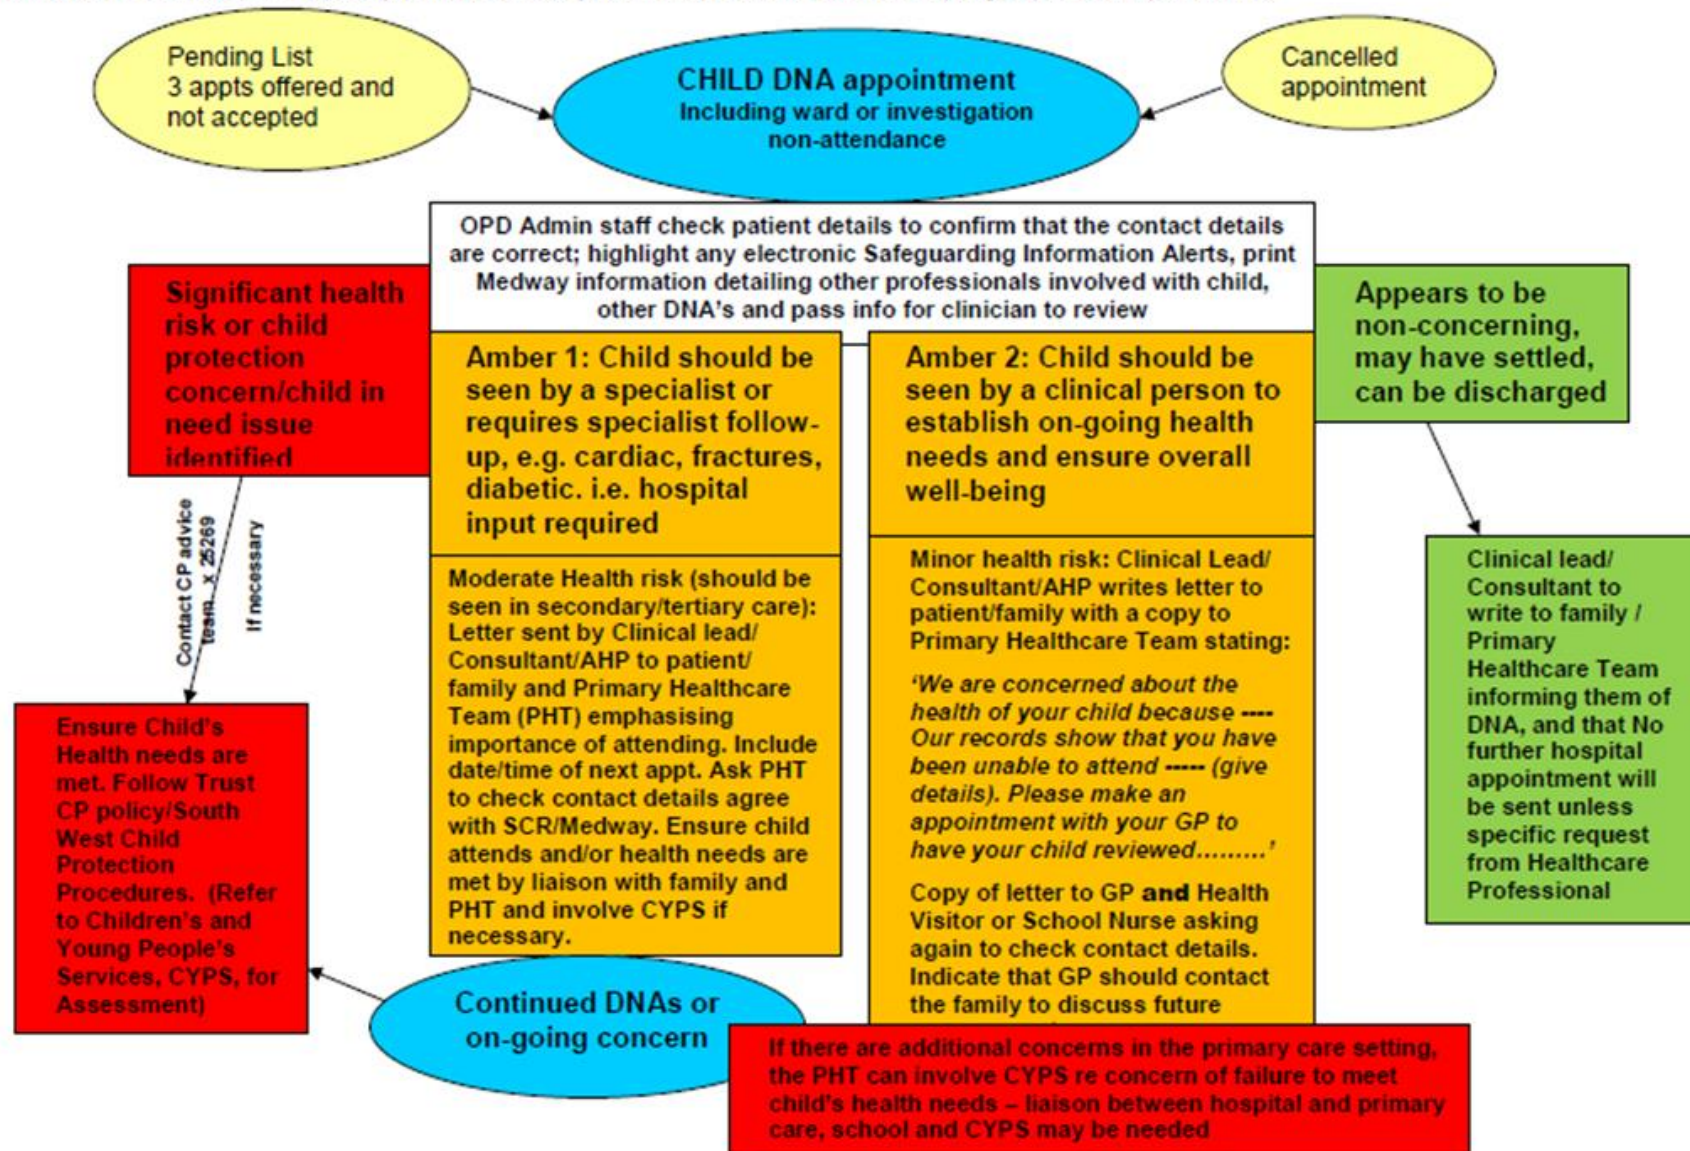 Pending List
3 appts offered and
not accepted
CHILD DNA appointment
Including ward or investigation
non-attendance
Cancelled
appointment
OPD Admin staff check patient details to confirm that the contact details
are correct; highlight any electronic Safeguarding Information Alerts, print
Medway information detailing other professionals involved with child,
other DNA's and pass info for clinician to review
Significant health
risk or child
protection
concern/child in
need issue
identified
Amber 1: Child should be
seen by a specialist or
requires specialist follow-
up, e.g. cardiac, fractures,
diabetic. i.e. hospital
input required
Amber 2: Child should be
seen by a clinical person to
establish on-going health
needs and ensure overall
well-being
Appears to be
non-concerning,
may have settled,
can be discharged
Contact CP advice
team x 25269
If necessary
Moderate Health risk (should be
seen in secondary/tertiary care):
Letter sent by Clinical lead/
Consultant/AHP to patient/
family and Primary Healthcare
Team (PHT) emphasising
importance of attending. Include
date/time of next appt. Ask PHT
to check contact details agree
with SCR/Medway. Ensure child
attends and/or health needs are
met by liaison with family and
PHT and involve CYPS if
necessary.
Minor health risk: Clinical Lead/
Consultant/AHP writes letter to
patient/family with a copy to
Primary Healthcare Team stating:
‘We are concerned about the
health of your child because ----
Our records show that you have
been unable to attend ----- (give
details). Please make an
appointment with your GP to
have your child reviewed.........’
Copy of letter to GP and Health
Visitor or School Nurse asking
again to check contact details.
Indicate that GP should contact
the family to discuss future
Clinical lead/
Consultant to
write to family /
Primary
Healthcare Team
informing them of
DNA, and that No
further hospital
appointment will
be sent unless
specific request
from Healthcare
Professional
Ensure Child's
Health needs are
met. Follow Trust
CP policy/South
West Child
Protection
Procedures. (Refer
to Children's and
Young People's
Services, CYPS, for
Assessment)
Continued DNAs or
on-going concern
If there are additional concerns in the primary care setting,
the PHT can involve CYPS re concern of failure to meet
child's health needs – liaison between hospital and primary
care, school and CYPS may be needed